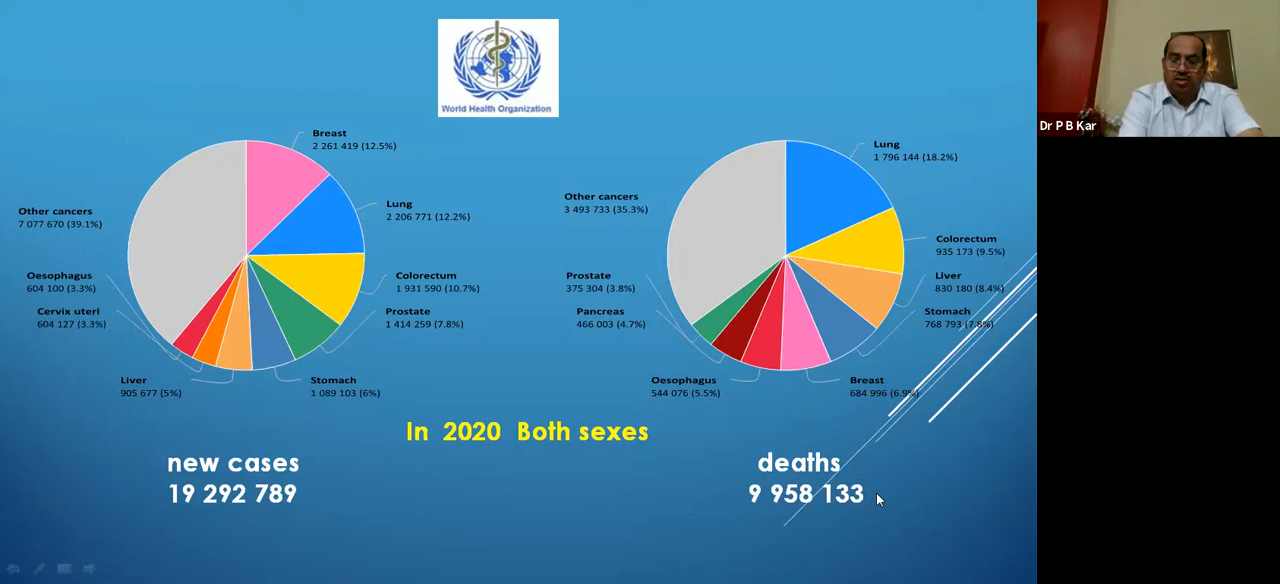 World Health Organization
Breast
2 261 419 (12.5%)
Lung
2 206 771 (12.2%)
Colorectum
1 931 590 (10.7%)
Prostate
1 414 259 (7.8%)
Stomach
1 089 103 (6%)
Liver
905 677 (5%)
Cervix uteri
604 127 (3.3%)
Oesophagus
604 100 (3.3%)
Other cancers
7 077 670 (39.1%)
Lung
1 796 144 (18.2%)
Colorectum
935 173 (9.5%)
Liver
830 180 (8.4%)
Stomach
768 793 (7.8%)
Breast
684 996 (6.9%)
Oesophagus
544 076 (5.5%)
Pancreas
466 003 (4.7%)
Prostate
375 304 (3.8%)
Other cancers
3 493 733 (35.3%)
In 2020 Both sexes
new cases
19 292 789
deaths
9 958 133
Dr P B Kar